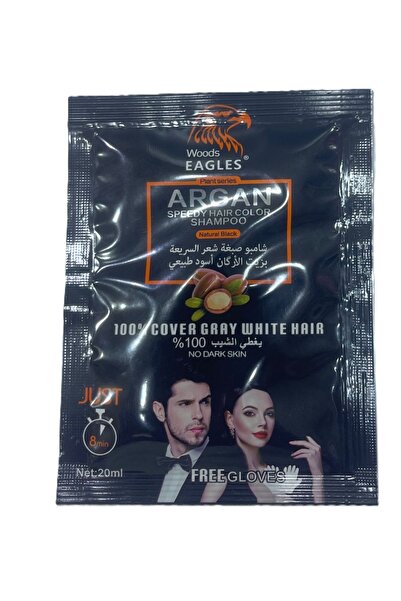 Woods
EAGLES®
Plant series
ARGAN
SPEEDY HAIR COLOR
SHAMPOO
Natural Black
شامبو صبغة شعر السريعة
بزيت الأركان أسود طبيعي
100% COVER GRAY WHITE HAIR
يغطي الشيب 100%
NO DARK SKIN
JUST
8min
Net:20ml
FREE GLOVES